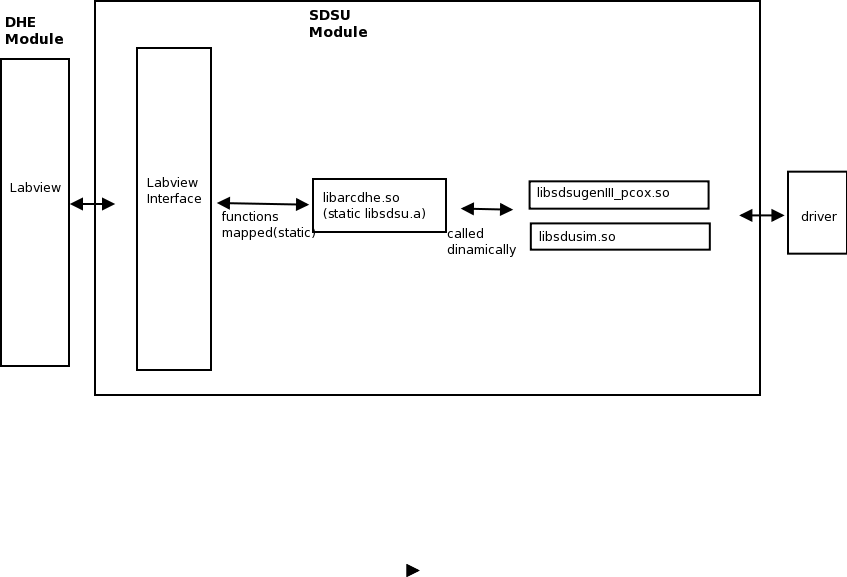 DHE
Module
SDSU
Module
Labview
Labview
Interface
functions
mapped(static)
libarcdhe.so
(static libsdsu.a)
called
dinamically
libsdsugenIII_pcox.so
libsdusim.so
driver